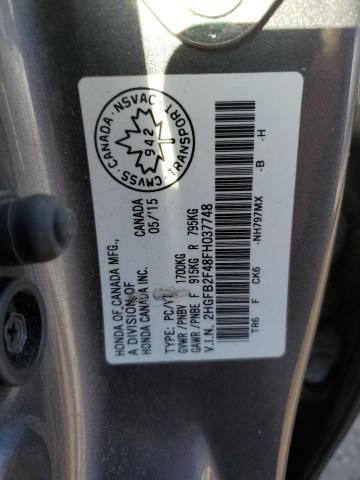 CMVSS · CANADA · NSVAC
942
TRANSPORT
HONDA OF CANADA MFG.,
A DIVISION OF
HONDA CANADA INC.
CANADA
05/'15
TYPE: PC/VT
GVWR /PNBV 1700KG
GAWR /PNBE F 915KG R 795KG
V.I.N. 2HGFB2F48FH037748
TR6 F CK6 -NH797MX -B -H